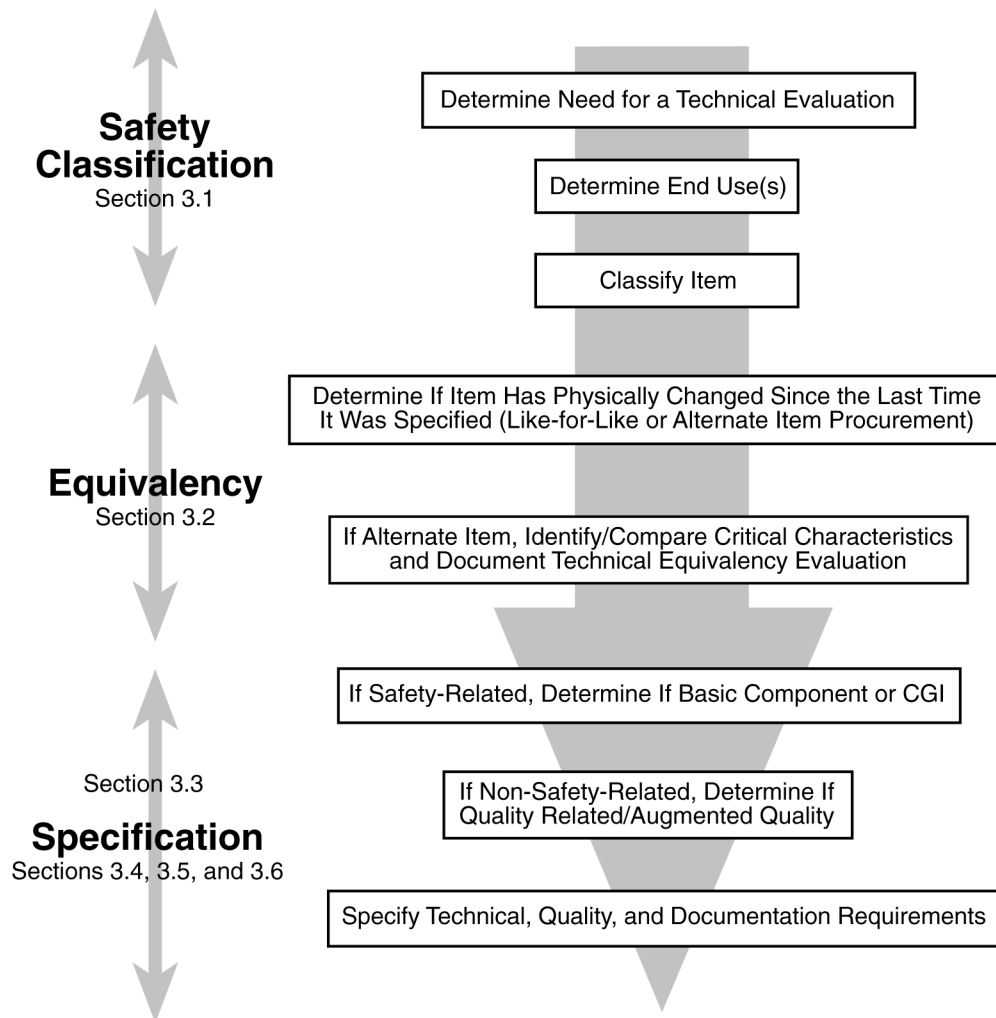 Safety
Classification
Section 3.1
Determine Need for a Technical Evaluation
Determine End Use(s)
Classify Item
Equivalency
Section 3.2
Determine If Item Has Physically Changed Since the Last Time
It Was Specified (Like-for-Like or Alternate Item Procurement)
If Alternate Item, Identify/Compare Critical Characteristics
and Document Technical Equivalency Evaluation
Section 3.3
Specification
Sections 3.4, 3.5, and 3.6
If Safety-Related, Determine If Basic Component or CGI
If Non-Safety-Related, Determine If
Quality Related/Augmented Quality
Specify Technical, Quality, and Documentation Requirements